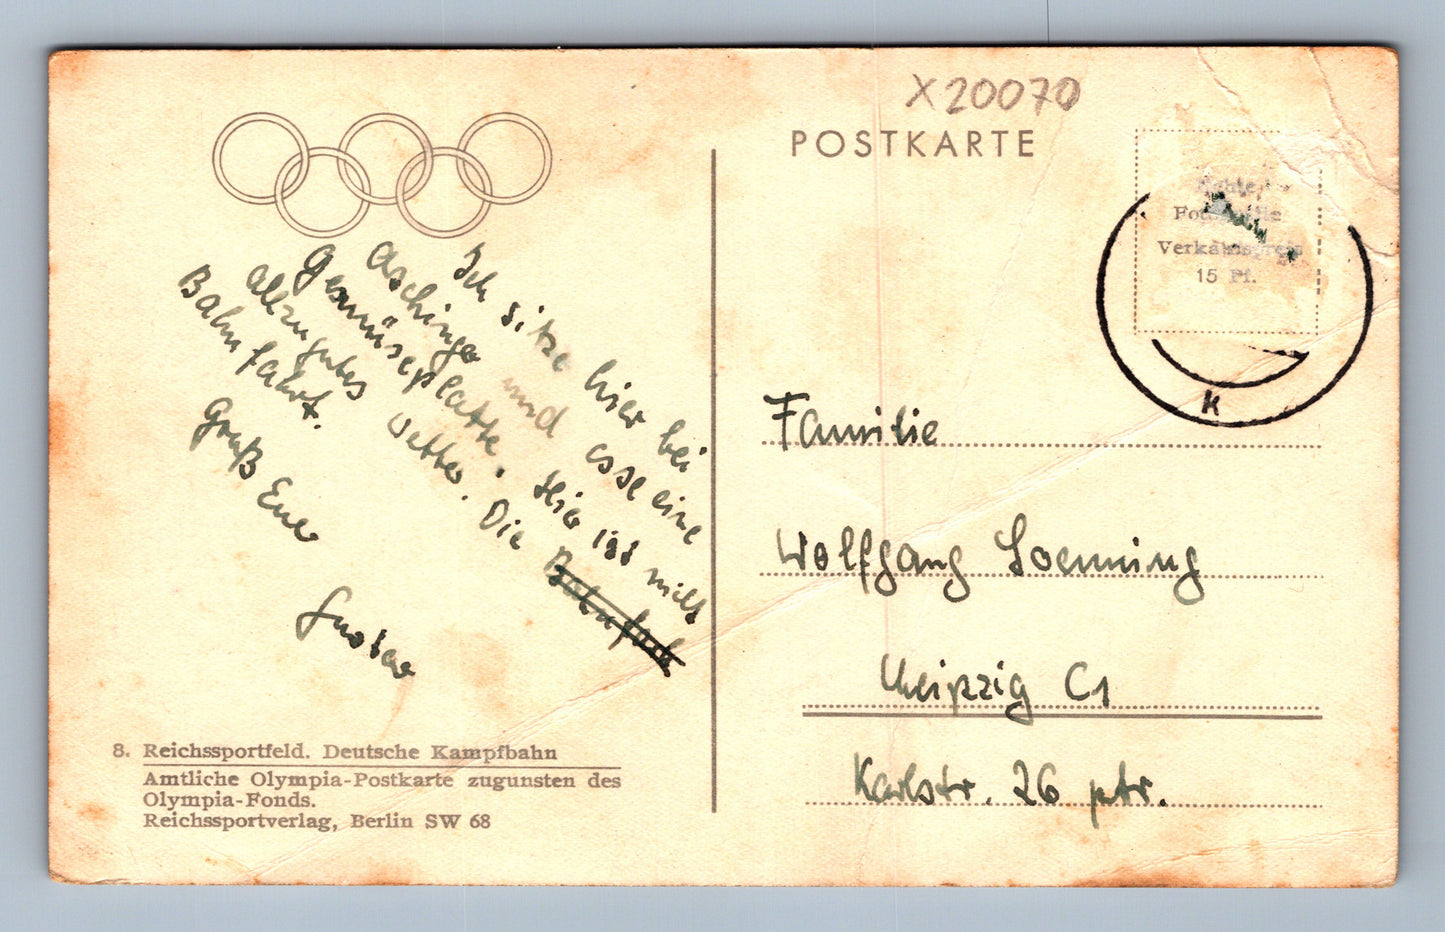 X20070
POSTKARTE
Verkaufspreis
15 Pf.
Ich sitze hier bei
Aschinger und esse eine
Gemüseplatte. Hier ist nicht
allzu gutes Wetter. Die
Bahnfahrt.
Gruß Euer
Gustav
Familie
Wolfgang Loenning
Leipzig C1
Karlstr. 26 ptr.
K
8. Reichssportfeld. Deutsche Kampfbahn
Amtliche Olympia-Postkarte zugunsten des
Olympia-Fonds.
Reichssportverlag, Berlin SW 68